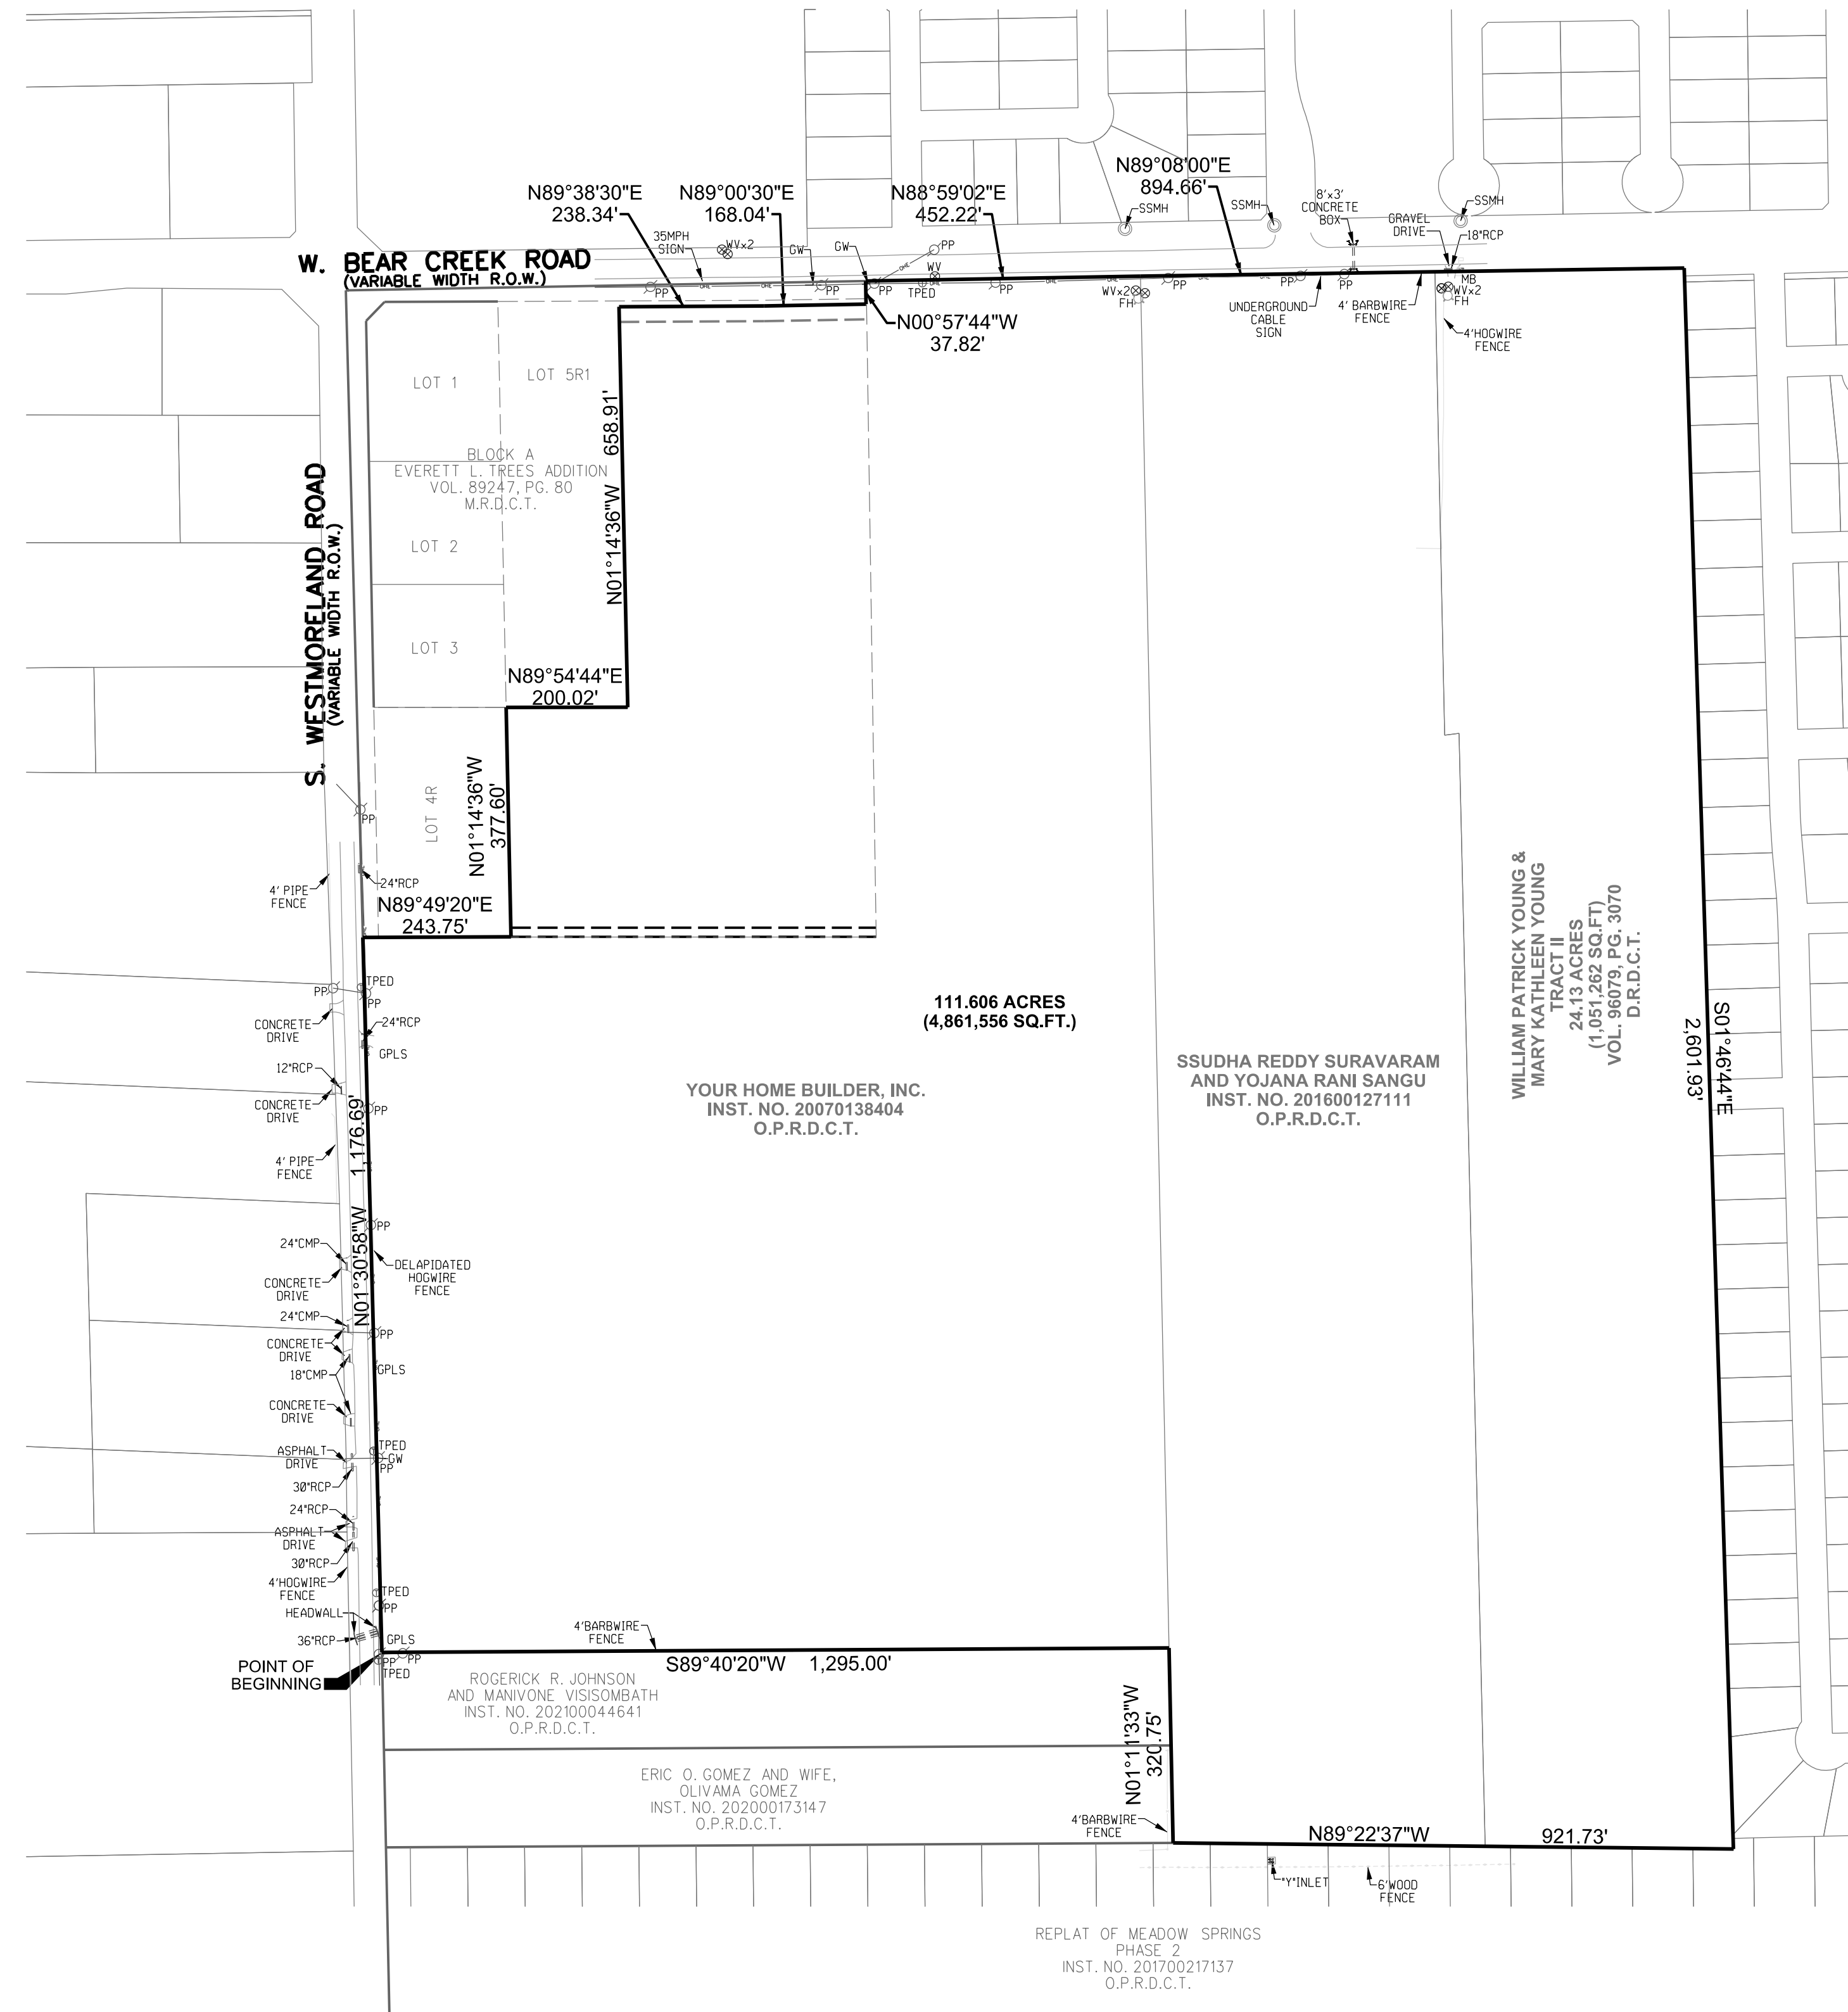 N89°08'00"E
894.66'
N89°38'30"E
238.34'
N89°00'30"E
168.04'
N88°59'02"E
452.22'
SSMH
SSMH
8'x3'
CONCRETE
BOX
GRAVEL
DRIVE
SSMH
18"RCP
35MPH
SIGN
WVx2
GW
GW
PP
W. BEAR CREEK ROAD
(VARIABLE WIDTH R.O.W.)
PP
OHE
OHE
PP
PP
OHE
WV
TPED
OHE
PP
OHE
WVx2
FH
PP
OHE
OHE
PP
PP
MB
WVx2
FH
UNDERGROUND
CABLE
SIGN
4' BARBWIRE
FENCE
4'HOGWIRE
FENCE
N00°57'44"W
37.82'
LOT 1
LOT 5R1
BLOCK A
EVERETT L. TREES ADDITION
VOL. 89247, PG. 80
M.R.D.C.T.
LOT 2
LOT 3
N01°14'36"W 658.91'
S. WESTMORELAND ROAD
(VARIABLE WIDTH R.O.W.)
N89°54'44"E
200.02'
LOT 4R
N01°14'36"W
377.60'
PP
4' PIPE
FENCE
24"RCP
N89°49'20"E
243.75'
PP
TPED
PP
CONCRETE
DRIVE
24"RCP
GPLS
12"RCP
CONCRETE
DRIVE
PP
4' PIPE
FENCE
N01°30'58"W 1,176.69'
111.606 ACRES
(4,861,556 SQ.FT.)
YOUR HOME BUILDER, INC.
INST. NO. 20070138404
O.P.R.D.C.T.
SSUDHA REDDY SURAVARAM
AND YOJANA RANI SANGU
INST. NO. 201600127111
O.P.R.D.C.T.
WILLIAM PATRICK YOUNG &
MARY KATHLEEN YOUNG
TRACT II
24.13 ACRES
(1,051,262 SQ.FT)
VOL. 96079, PG. 3070
D.R.D.C.T.
S01°46'44"E
2,601.93'
PP
24"CMP
CONCRETE
DRIVE
DELAPIDATED
HOGWIRE
FENCE
24"CMP
CONCRETE
DRIVE
PP
18"CMP
GPLS
CONCRETE
DRIVE
ASPHALT
DRIVE
TPED
GW
PP
30"RCP
24"RCP
ASPHALT
DRIVE
30"RCP
4'HOGWIRE
FENCE
TPED
PP
HEADWALL
36"RCP
GPLS
PP
PP
TPED
POINT OF
BEGINNING
4'BARBWIRE
FENCE
S89°40'20"W 1,295.00'
ROGERICK R. JOHNSON
AND MANIVONE VISISOMBATH
INST. NO. 202100044641
O.P.R.D.C.T.
N01°11'33"W
320.75'
ERIC O. GOMEZ AND WIFE,
OLIVAMA GOMEZ
INST. NO. 202000173147
O.P.R.D.C.T.
4'BARBWIRE
FENCE
N89°22'37"W 921.73'
"Y"INLET
6'WOOD
FENCE
REPLAT OF MEADOW SPRINGS
PHASE 2
INST. NO. 201700217137
O.P.R.D.C.T.